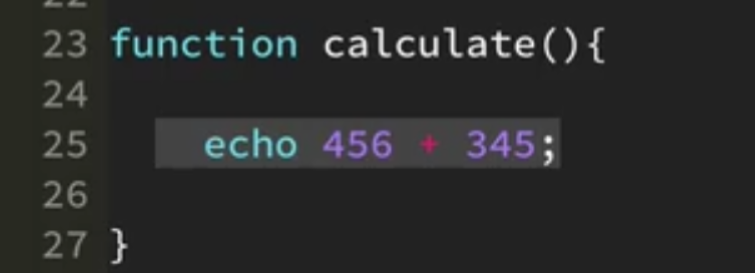 23 function calculate(){
24
25 echo 456 + 345;
26
27 }